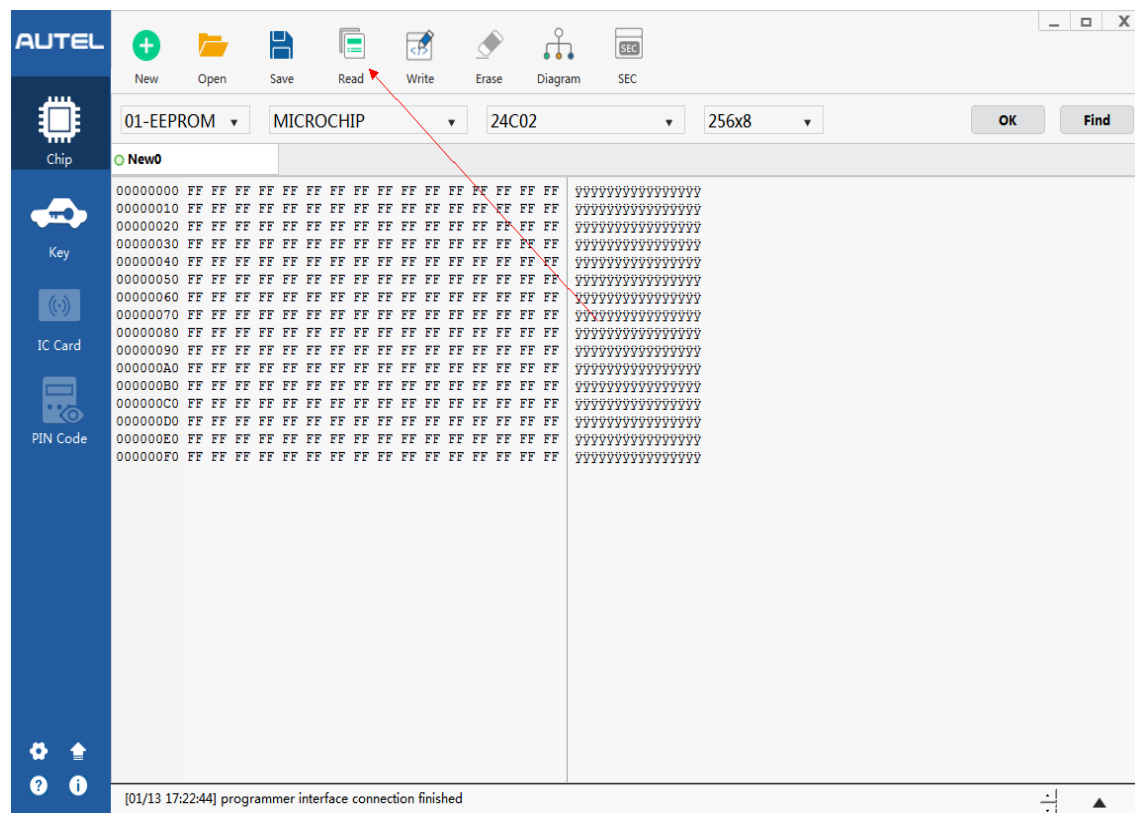 AUTEL
New Open Save Read Write Erase Diagram SEC
SEC
01-EEPROM MICROCHIP 24C02 256x8 OK Find
Chip
New0
Key
IC Card
PIN Code
00000000 FF FF FF FF FF FF FF FF FF FF FF FF FF FF FF FF ÿÿÿÿÿÿÿÿÿÿÿÿÿÿÿÿ
00000010 FF FF FF FF FF FF FF FF FF FF FF FF FF FF FF FF ÿÿÿÿÿÿÿÿÿÿÿÿÿÿÿÿ
00000020 FF FF FF FF FF FF FF FF FF FF FF FF FF FF FF FF ÿÿÿÿÿÿÿÿÿÿÿÿÿÿÿÿ
00000030 FF FF FF FF FF FF FF FF FF FF FF FF FF FF FF FF ÿÿÿÿÿÿÿÿÿÿÿÿÿÿÿÿ
00000040 FF FF FF FF FF FF FF FF FF FF FF FF FF FF FF FF ÿÿÿÿÿÿÿÿÿÿÿÿÿÿÿÿ
00000050 FF FF FF FF FF FF FF FF FF FF FF FF FF FF FF FF ÿÿÿÿÿÿÿÿÿÿÿÿÿÿÿÿ
00000060 FF FF FF FF FF FF FF FF FF FF FF FF FF FF FF FF ÿÿÿÿÿÿÿÿÿÿÿÿÿÿÿÿ
00000070 FF FF FF FF FF FF FF FF FF FF FF FF FF FF FF FF ÿÿÿÿÿÿÿÿÿÿÿÿÿÿÿÿ
00000080 FF FF FF FF FF FF FF FF FF FF FF FF FF FF FF FF ÿÿÿÿÿÿÿÿÿÿÿÿÿÿÿÿ
00000090 FF FF FF FF FF FF FF FF FF FF FF FF FF FF FF FF ÿÿÿÿÿÿÿÿÿÿÿÿÿÿÿÿ
000000A0 FF FF FF FF FF FF FF FF FF FF FF FF FF FF FF FF ÿÿÿÿÿÿÿÿÿÿÿÿÿÿÿÿ
000000B0 FF FF FF FF FF FF FF FF FF FF FF FF FF FF FF FF ÿÿÿÿÿÿÿÿÿÿÿÿÿÿÿÿ
000000C0 FF FF FF FF FF FF FF FF FF FF FF FF FF FF FF FF ÿÿÿÿÿÿÿÿÿÿÿÿÿÿÿÿ
000000D0 FF FF FF FF FF FF FF FF FF FF FF FF FF FF FF FF ÿÿÿÿÿÿÿÿÿÿÿÿÿÿÿÿ
000000E0 FF FF FF FF FF FF FF FF FF FF FF FF FF FF FF FF ÿÿÿÿÿÿÿÿÿÿÿÿÿÿÿÿ
000000F0 FF FF FF FF FF FF FF FF FF FF FF FF FF FF FF FF ÿÿÿÿÿÿÿÿÿÿÿÿÿÿÿÿ
[01/13 17:22:44] programmer interface connection finished